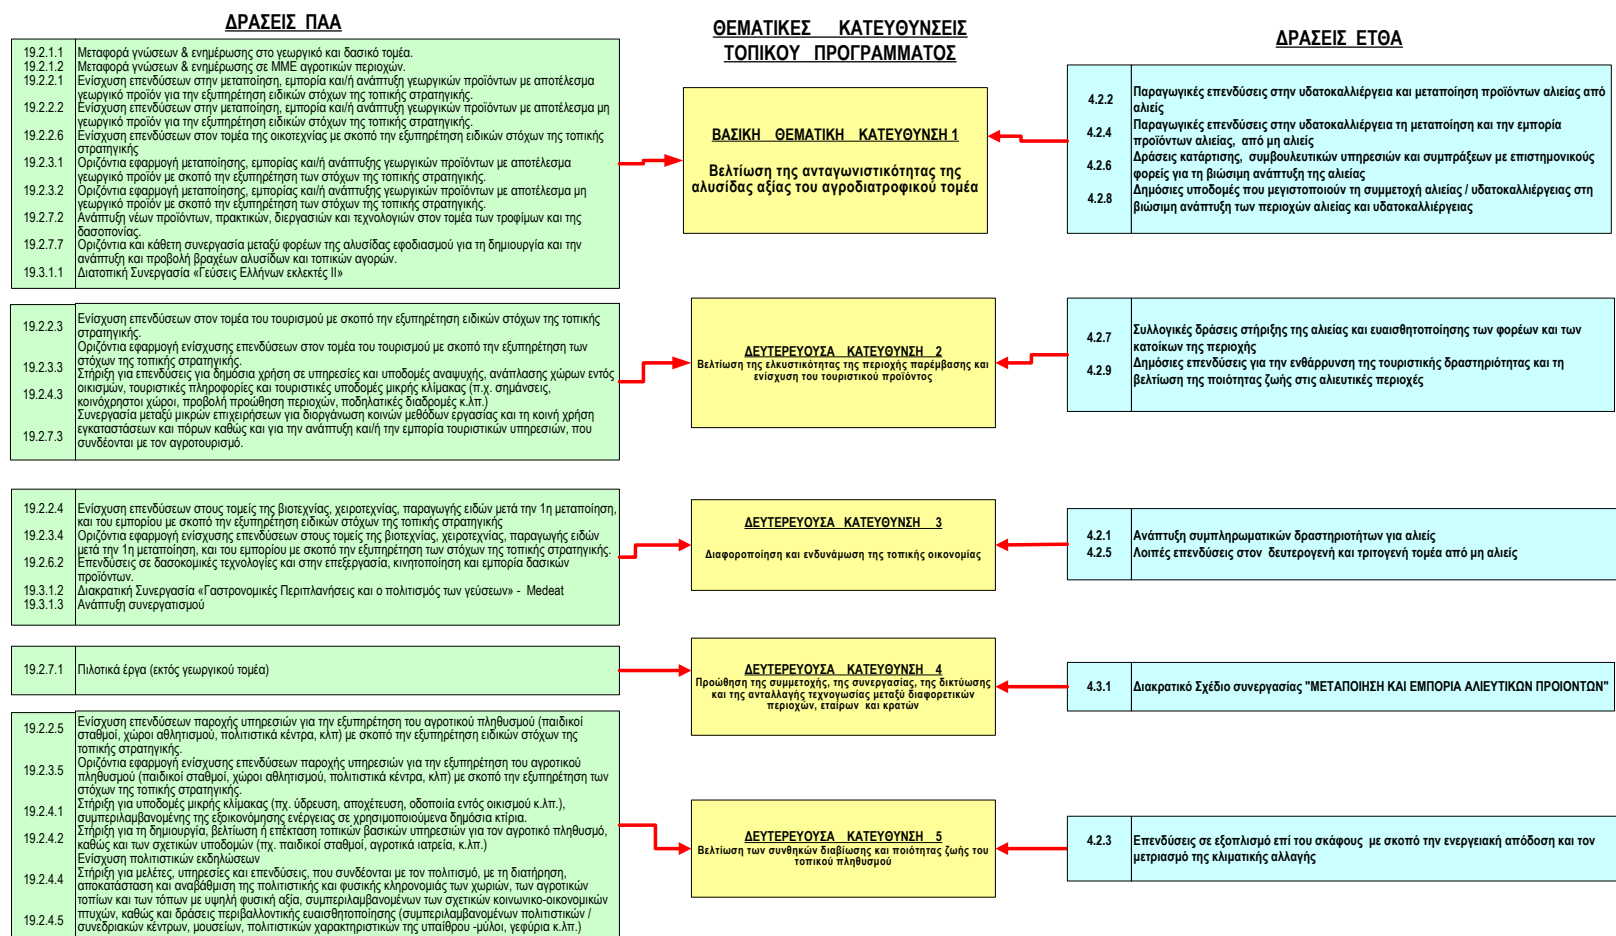 ΔΡΑΣΕΙΣ ΠΑΑ
19.2.1.1 Μεταφορά γνώσεων & ενημέρωσης στο γεωργικό και δασικό τομέα.
19.2.1.2 Μεταφορά γνώσεων & ενημέρωσης σε ΜΜΕ αγροτικών περιοχών.
19.2.2.1 Ενίσχυση επενδύσεων στην μεταποίηση, εμπορία και/ή ανάπτυξη γεωργικών προϊόντων με αποτέλεσμα
γεωργικό προϊόν για την εξυπηρέτηση ειδικών στόχων της τοπικής στρατηγικής.
19.2.2.2 Ενίσχυση επενδύσεων στην μεταποίηση, εμπορία και/ή ανάπτυξη γεωργικών προϊόντων με αποτέλεσμα μη
γεωργικό προϊόν για την εξυπηρέτηση ειδικών στόχων της τοπικής στρατηγικής.
19.2.2.6 Ενίσχυση επενδύσεων στον τομέα της οικοτεχνίας με σκοπό την εξυπηρέτηση ειδικών στόχων της τοπικής
στρατηγικής
19.2.3.1 Οριζόντια εφαρμογή μεταποίησης, εμπορίας και/ή ανάπτυξης γεωργικών προϊόντων με αποτέλεσμα
γεωργικό προϊόν με σκοπό την εξυπηρέτηση των στόχων της τοπικής στρατηγικής.
19.2.3.2 Οριζόντια εφαρμογή μεταποίησης, εμπορίας και/ή ανάπτυξης γεωργικών προϊόντων με αποτέλεσμα μη
γεωργικό προϊόν με σκοπό την εξυπηρέτηση των στόχων της τοπικής στρατηγικής.
19.2.7.2 Ανάπτυξη νέων προϊόντων, πρακτικών, διεργασιών και τεχνολογιών στον τομέα των τροφίμων και της
δασοπονίας.
19.2.7.7 Οριζόντια και κάθετη συνεργασία μεταξύ φορέων της αλυσίδας εφοδιασμού για τη δημιουργία και την
ανάπτυξη και προβολή βραχέων αλυσίδων και τοπικών αγορών.
19.3.1.1 Διατοπική Συνεργασία «Γεύσεις Ελλήνων εκλεκτές ΙΙ»
19.2.2.3 Ενίσχυση επενδύσεων στον τομέα του τουρισμού με σκοπό την εξυπηρέτηση ειδικών στόχων της τοπικής
στρατηγικής.
Οριζόντια εφαρμογή ενίσχυσης επενδύσεων στον τομέα του τουρισμού με σκοπό την εξυπηρέτηση των
19.2.3.3 στόχων της τοπικής στρατηγικής.
Στήριξη για επενδύσεις για δημόσια χρήση σε υπηρεσίες και υποδομές αναψυχής, ανάπλασης χώρων εντός
19.2.4.3 οικισμών, τουριστικές πληροφορίες και τουριστικές υποδομές μικρής κλίμακας (π.χ. σημάνσεις,
κοινόχρηστοι χώροι, προβολή προώθηση περιοχών, ποδηλατικές διαδρομές κ.λπ.)
Συνεργασία μεταξύ μικρών επιχειρήσεων για διοργάνωση κοινών μεθόδων εργασίας και τη κοινή χρήση
19.2.7.3 εγκαταστάσεων και πόρων καθώς και για την ανάπτυξη και/ή την εμπορία τουριστικών υπηρεσιών, που
συνδέονται με τον αγροτουρισμό.
19.2.2.4 Ενίσχυση επενδύσεων στους τομείς της βιοτεχνίας, χειροτεχνίας, παραγωγής ειδών μετά την 1η μεταποίηση,
και του εμπορίου με σκοπό την εξυπηρέτηση ειδικών στόχων της τοπικής στρατηγικής
19.2.3.4 Οριζόντια εφαρμογή ενίσχυσης επενδύσεων στους τομείς της βιοτεχνίας, χειροτεχνίας, παραγωγής ειδών
μετά την 1η μεταποίηση, και του εμπορίου με σκοπό την εξυπηρέτηση των στόχων της τοπικής στρατηγικής.
19.2.6.2 Επενδύσεις σε δασοκομικές τεχνολογίες και στην επεξεργασία, κινητοποίηση και εμπορία δασικών
προϊόντων.
19.3.1.2 Διακρατική Συνεργασία «Γαστρονομικές Περιπλανήσεις και ο πολιτισμός των γεύσεων» - Medeat
19.3.1.3 Ανάπτυξη συνεργατισμού
19.2.7.1 Πιλοτικά έργα (εκτός γεωργικού τομέα)
Ενίσχυση επενδύσεων παροχής υπηρεσιών για την εξυπηρέτηση του αγροτικού πληθυσμού (παιδικοί
19.2.2.5 σταθμοί, χώροι αθλητισμού, πολιτιστικά κέντρα, κλπ) με σκοπό την εξυπηρέτηση ειδικών στόχων της
τοπικής στρατηγικής.
Οριζόντια εφαρμογή ενίσχυσης επενδύσεων παροχής υπηρεσιών για την εξυπηρέτηση του αγροτικού
19.2.3.5 πληθυσμού (παιδικοί σταθμοί, χώροι αθλητισμού, πολιτιστικά κέντρα, κλπ) με σκοπό την εξυπηρέτηση των
στόχων της τοπικής στρατηγικής.
19.2.4.1 Στήριξη για υποδομές μικρής κλίμακας (πχ. ύδρευση, αποχέτευση, οδοποιία εντός οικισμού κ.λπ.),
συμπεριλαμβανομένης της εξοικονόμησης ενέργειας σε χρησιμοποιούμενα δημόσια κτίρια.
19.2.4.2 Στήριξη για τη δημιουργία, βελτίωση ή επέκταση τοπικών βασικών υπηρεσιών για τον αγροτικό πληθυσμό,
καθώς και των σχετικών υποδομών (πχ. παιδικοί σταθμοί, αγροτικά ιατρεία, κ.λπ.)
Ενίσχυση πολιτιστικών εκδηλώσεων
19.2.4.4 Στήριξη για μελέτες, υπηρεσίες και επενδύσεις, που συνδέονται με τον πολιτισμό, με τη διατήρηση,
αποκατάσταση και αναβάθμιση της πολιτιστικής και φυσικής κληρονομιάς των χωριών, των αγροτικών
τοπίων και των τόπων με υψηλή φυσική αξία, συμπεριλαμβανομένων των σχετικών κοινωνικο-οικονομικών
19.2.4.5 πτυχών, καθώς και δράσεις περιβαλλοντικής ευαισθητοποίησης (συμπεριλαμβανομένων πολιτιστικών /
συνεδριακών κέντρων, μουσείων, πολιτιστικών χαρακτηριστικών της υπαίθρου -μύλοι, γεφύρια κ.λπ.)
ΘΕΜΑΤΙΚΕΣ ΚΑΤΕΥΘΥΝΣΕΙΣ
ΤΟΠΙΚΟΥ ΠΡΟΓΡΑΜΜΑΤΟΣ
ΒΑΣΙΚΗ ΘΕΜΑΤΙΚΗ ΚΑΤΕΥΘΥΝΣΗ 1
Βελτίωση της ανταγωνιστικότητας της
αλυσίδας αξίας του αγροδιατροφικού τομέα
ΔΕΥΤΕΡΕΥΟΥΣΑ ΚΑΤΕΥΘΥΝΣΗ 2
Βελτίωση της ελκυστικότητας της περιοχής παρέμβασης και
ενίσχυση του τουριστικού προϊόντος
ΔΕΥΤΕΡΕΥΟΥΣΑ ΚΑΤΕΥΘΥΝΣΗ 3
Διαφοροποίηση και ενδυνάμωση της τοπικής οικονομίας
ΔΕΥΤΕΡΕΥΟΥΣΑ ΚΑΤΕΥΘΥΝΣΗ 4
Προώθηση της συμμετοχής, της συνεργασίας, της δικτύωσης
και της ανταλλαγής τεχνογωσίας μεταξύ διαφορετικών
περιοχών, εταίρων και κρατών
ΔΕΥΤΕΡΕΥΟΥΣΑ ΚΑΤΕΥΘΥΝΣΗ 5
Βελτίωση των συνθηκών διαβίωσης και ποιότητας ζωής του
τοπικού πληθυσμού
ΔΡΑΣΕΙΣ ΕΤΘΑ
4.2.2 Παραγωγικές επενδύσεις στην υδατοκαλλιέργεια και μεταποίηση προϊόντων αλιείας από
αλιείς
4.2.4 Παραγωγικές επενδύσεις στην υδατοκαλλιέργεια τη μεταποίηση και την εμπορία
προϊόντων αλιείας, από μη αλιείς
4.2.6 Δράσεις κατάρτισης, συμβουλευτικών υπηρεσιών και συμπράξεων με επιστημονικούς
φορείς για τη βιώσιμη ανάπτυξη της αλιείας
4.2.8 Δημόσιες υποδομές που μεγιστοποιούν τη συμμετοχή αλιείας / υδατοκαλλιέργειας στη
βιώσιμη ανάπτυξη των περιοχών αλιείας και υδατοκαλλιέργειας
4.2.7 Συλλογικές δράσεις στήριξης της αλιείας και ευαισθητοποίησης των φορέων και των
κατοίκων της περιοχής
4.2.9 Δημόσιες επενδύσεις για την ενθάρρυνση της τουριστικής δραστηριότητας και τη
βελτίωση της ποιότητας ζωής στις αλιευτικές περιοχές
4.2.1 Ανάπτυξη συμπληρωματικών δραστηριοτήτων για αλιείς
4.2.5 Λοιπές επενδύσεις στον δευτερογενή και τριτογενή τομέα από μη αλιείς
4.3.1 Διακρατικό Σχέδιο συνεργασίας "ΜΕΤΑΠΟΙΗΣΗ ΚΑΙ ΕΜΠΟΡΙΑ ΑΛΙΕΥΤΙΚΩΝ ΠΡΟΙΟΝΤΩΝ"
4.2.3 Επενδύσεις σε εξοπλισμό επί του σκάφους με σκοπό την ενεργειακή απόδοση και τον
μετριασμό της κλιματικής αλλαγής